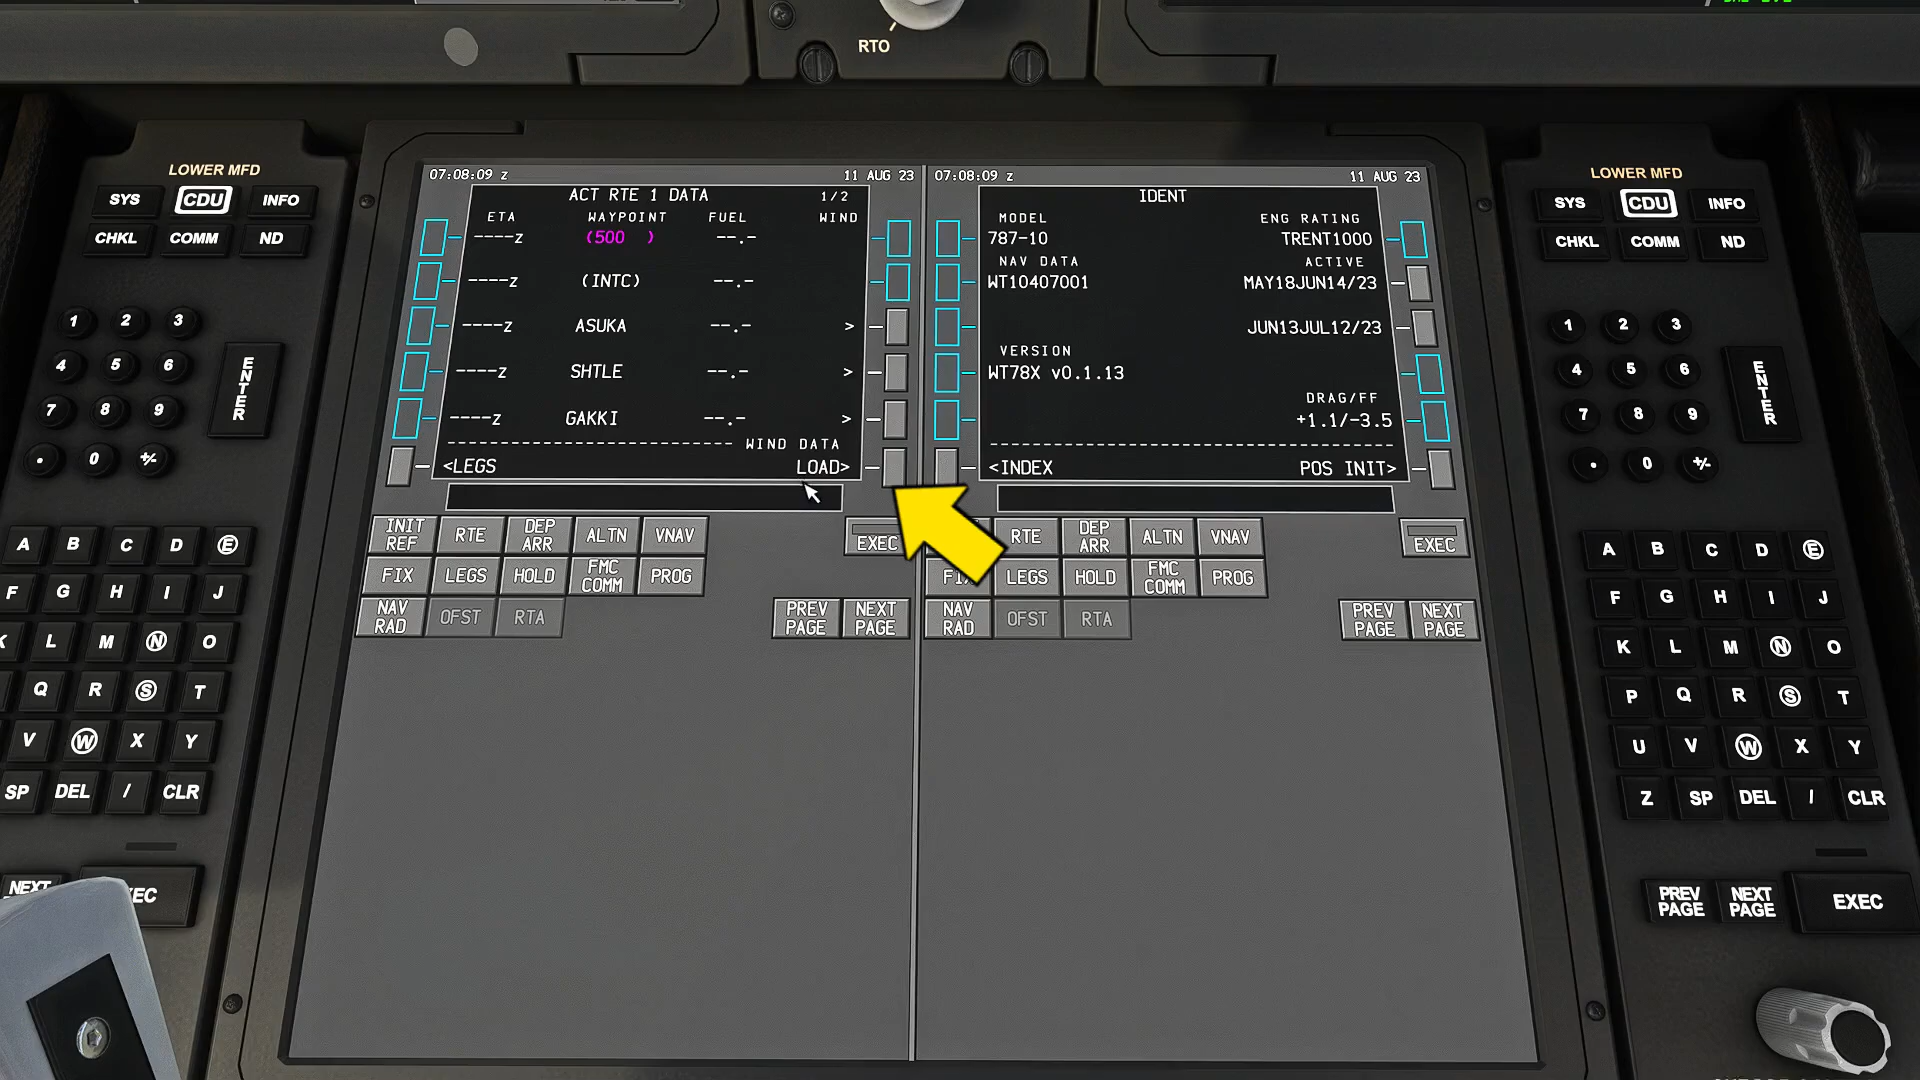 RTO
LOWER MFD
SYS CDU INFO
CHKL COMM ND
1 2 3
4 5 6
7 8 9
. 0 +/-
ENTER
A B C D E
F G H I J
K L M N O
Q R S T
V W X Y
SP DEL / CLR
NEXT
EXEC
07:08:09 z 11 AUG 23
ACT RTE 1 DATA 1/2
ETA WAYPOINT FUEL WIND
----z (500 ) --.-
----z (INTC) --.-
----z ASUKA --.- >
----z SHTLE --.- >
----z GAKKI --.- >
WIND DATA
<LEGS LOAD>
INIT REF RTE DEP ARR ALTN VNAV EXEC
FIX LEGS HOLD FMC COMM PROG
NAV RAD OFST RTA PREV PAGE NEXT PAGE
07:08:09 z 11 AUG 23
IDENT
MODEL ENG RATING
787-10 TRENT1000
NAV DATA ACTIVE
WT10407001 MAY18JUN14/23
JUN13JUL12/23
VERSION
WT78X v0.1.13
DRAG/FF
+1.1/-3.5
<INDEX POS INIT>
RTE DEP ARR ALTN VNAV EXEC
FIX LEGS HOLD FMC COMM PROG
NAV RAD OFST RTA PREV PAGE NEXT PAGE
LOWER MFD
SYS CDU INFO
CHKL COMM ND
1 2 3
4 5 6
7 8 9
. 0 +/-
ENTER
A B C D E
F G H I J
K L M N O
P Q R S T
U V W X Y
Z SP DEL / CLR
PREV PAGE NEXT PAGE EXEC